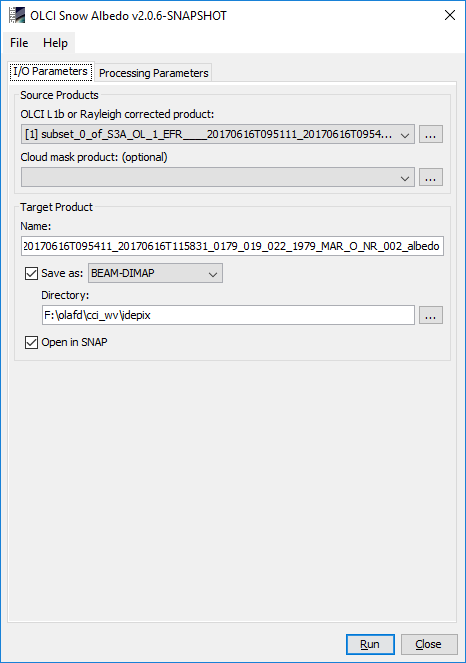 OLCI Snow Albedo v2.0.6-SNAPSHOT
File Help
I/O Parameters Processing Parameters
Source Products
OLCI L1b or Rayleigh corrected product:
[1] subset_0_of_S3A_OL_1_EFR____20170616T095111_20170616T0954... ...
Cloud mask product: (optional)
...
Target Product
Name:
20170616T095411_20170616T115831_0179_019_022_1979_MAR_O_NR_002_albedo
Save as: BEAM-DIMAP
Directory:
F:\olafd\cci_wv\idepix ...
Open in SNAP
Run Close